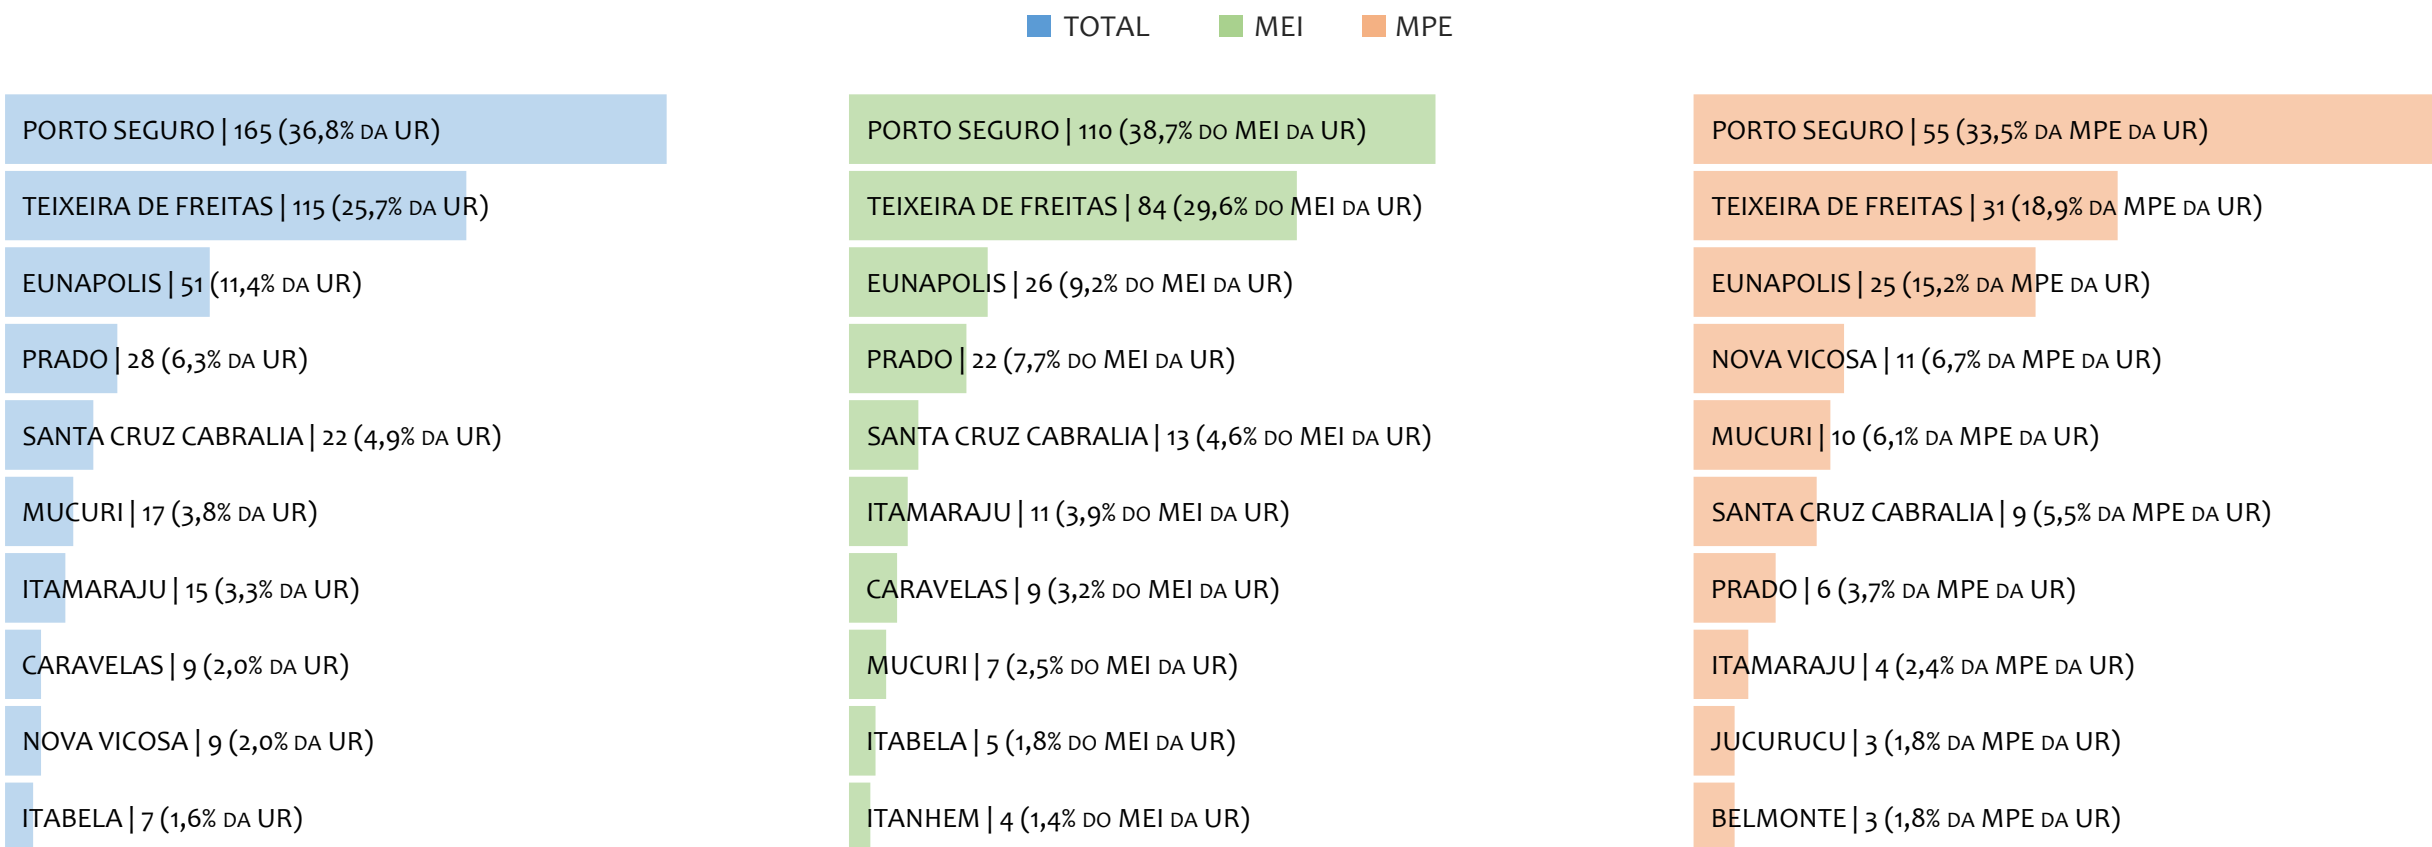 TOTAL MEI MPE
PORTO SEGURO | 165 (36,8% DA UR)
TEIXEIRA DE FREITAS | 115 (25,7% DA UR)
EUNAPOLIS | 51 (11,4% DA UR)
PRADO | 28 (6,3% DA UR)
SANTA CRUZ CABRALIA | 22 (4,9% DA UR)
MUCURI | 17 (3,8% DA UR)
ITAMARAJU | 15 (3,3% DA UR)
CARAVELAS | 9 (2,0% DA UR)
NOVA VICOSA | 9 (2,0% DA UR)
ITABELA | 7 (1,6% DA UR)
PORTO SEGURO | 110 (38,7% DO MEI DA UR)
TEIXEIRA DE FREITAS | 84 (29,6% DO MEI DA UR)
EUNAPOLIS | 26 (9,2% DO MEI DA UR)
PRADO | 22 (7,7% DO MEI DA UR)
SANTA CRUZ CABRALIA | 13 (4,6% DO MEI DA UR)
ITAMARAJU | 11 (3,9% DO MEI DA UR)
CARAVELAS | 9 (3,2% DO MEI DA UR)
MUCURI | 7 (2,5% DO MEI DA UR)
ITABELA | 5 (1,8% DO MEI DA UR)
ITANHEM | 4 (1,4% DO MEI DA UR)
PORTO SEGURO | 55 (33,5% DA MPE DA UR)
TEIXEIRA DE FREITAS | 31 (18,9% DA MPE DA UR)
EUNAPOLIS | 25 (15,2% DA MPE DA UR)
NOVA VICOSA | 11 (6,7% DA MPE DA UR)
MUCURI | 10 (6,1% DA MPE DA UR)
SANTA CRUZ CABRALIA | 9 (5,5% DA MPE DA UR)
PRADO | 6 (3,7% DA MPE DA UR)
ITAMARAJU | 4 (2,4% DA MPE DA UR)
JUCURUCU | 3 (1,8% DA MPE DA UR)
BELMONTE | 3 (1,8% DA MPE DA UR)